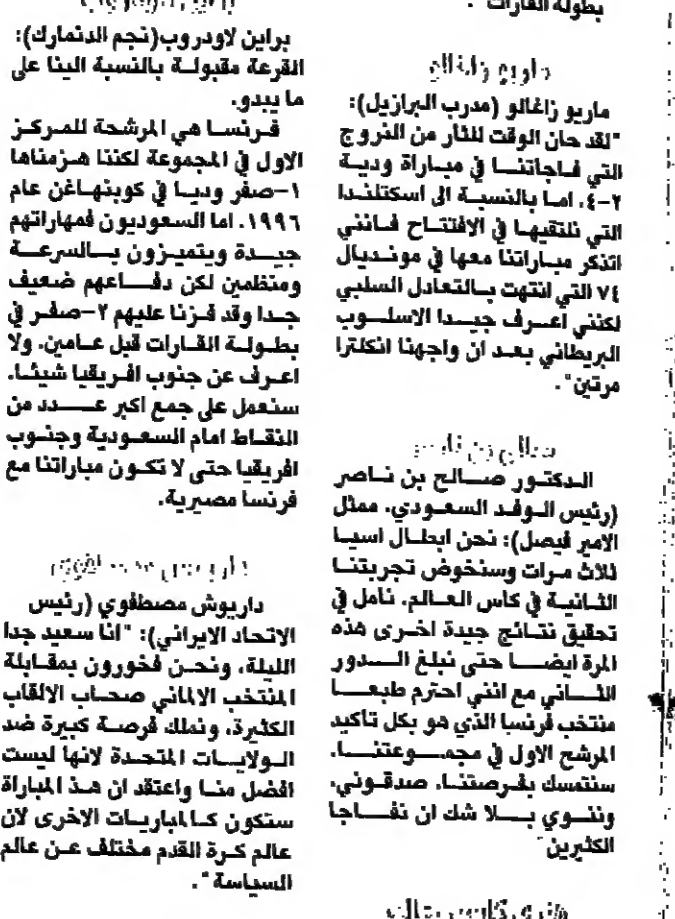 بطولة القارات".
ماريو زاغالو
ماريو زاغالو (مدرب البرازيل):
"لقد حان الوقت للثأر من النروج
التي فاجاتنا في مباراة ودية
٢-٤. اما بالنسبة الى اسكتلندا
التي نلتقيها في الافتتاح فانني
اتذكر مباراتنا معها في مونديال
٧٤ التي انتهت بالتعادل السلبي
لكنني اعرف جيدا الاسلوب
البريطاني بعد ان واجهنا انكلترا
مرتين".
صالح بن ناصر
الدكتور صالح بن ناصر
(رئيس الوفد السعودي، ممثل
الامير فيصل): نحن ابطال اسيا
ثلاث مرات وسنخوض تجربتنا
الثانية في كاس العالم. نامل في
تحقيق نتائج جيدة اخرى هذه
المرة ايضا حتى نبلغ الدور
الثاني مع انني احترم طبعا
منتخب فرنسا الذي هو بكل تاكيد
المرشح الاول في مجموعتنا.
سنتمسك بفرصتنا، صدقوني،
وننوي بلا شك ان نفاجا
الكثيرين"
براين لاودروب(نجم الدنمارك):
القرعة مقبولة بالنسبة الينا على
ما يبدو.
فرنسا هي المرشحة للمركز
الاول في المجموعة لكننا هزمناها
١-صفر وديا في كوبنهاغن عام
١٩٩٦. اما السعوديون فمهاراتهم
جيدة ويتميزون بالسرعة
ومنظمين لكن دفاعهم ضعيف
جدا وقد فزنا عليهم ٢-صفر في
بطولة القارات قبل عامين. ولا
اعرف عن جنوب افريقيا شيئا.
سنعمل على جمع اكبر عدد من
النقاط امام السعودية وجنوب
افريقيا حتى لا تكون مباراتنا مع
فرنسا مصيرية.
داريوش مصطفوي
داريوش مصطفوي (رئيس
الاتحاد الايراني): "انا سعيد جدا
الليلة، ونحن فخورون بمقابلة
المنتخب الالماني صحاب الالقاب
الكثيرة، ونملك فرصة كبيرة ضد
الولايات المتحدة لانها ليست
افضل منا واعتقد ان هذ المباراة
ستكون كالمباريات الاخرى لان
عالم كرة القدم مختلف عن عالم
السياسة".